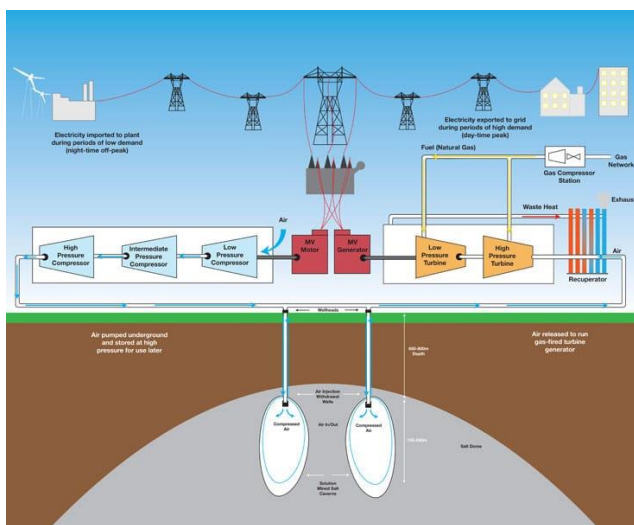 Electricity imported to plant
during periods of low demand
(night-time off-peak)
Electricity exported to grid
during periods of high demand
(day-time peak)
Fuel (Natural Gas)
Gas Compressor
Station
Gas
Network
Exhaust
Waste Heat
Air
High
Pressure
Compressor
Intermediate
Pressure
Compressor
Low
Pressure
Compressor
MV
Motor
MV
Generator
Low
Pressure
Turbine
High
Pressure
Turbine
Air
Recuperator
Wellheads
Air pumped underground
and stored at high
pressure for use later
Air released to run
gas-fired turbine
generator
Depth
Air Injection
Withdrawal
Wells
Compressed
Air
Air In/Out
Compressed
Air
Salt Dome
Solution
Mined Salt
Caverns